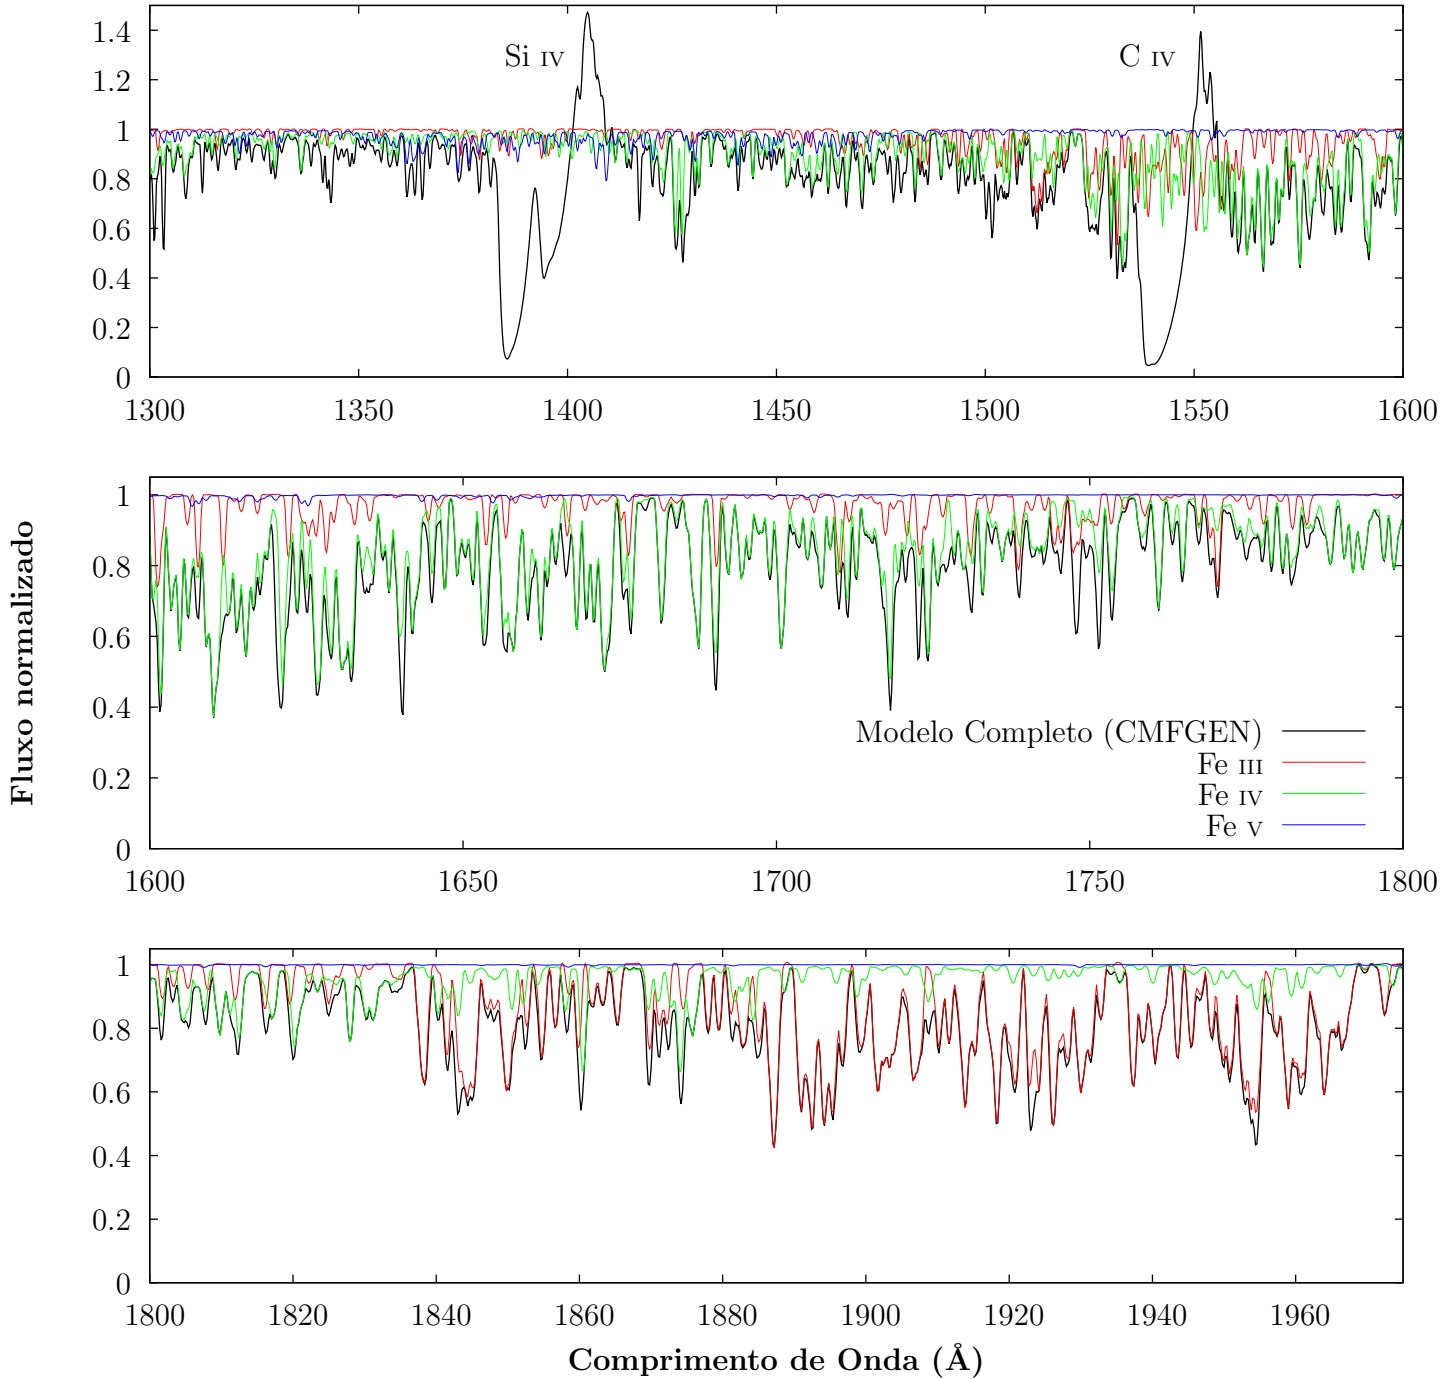 Si IV
C IV
1.4
1.2
1
0.8
0.6
0.4
0.2
0
1300 1350 1400 1450 1500 1550 1600
Fluxo normalizado
1
0.8
0.6
0.4
0.2
0
Modelo Completo (CMFGEN)
Fe III
Fe IV
Fe V
1600 1650 1700 1750 1800
1
0.8
0.6
0.4
0.2
0
1800 1820 1840 1860 1880 1900 1920 1940 1960
Comprimento de Onda (Å)